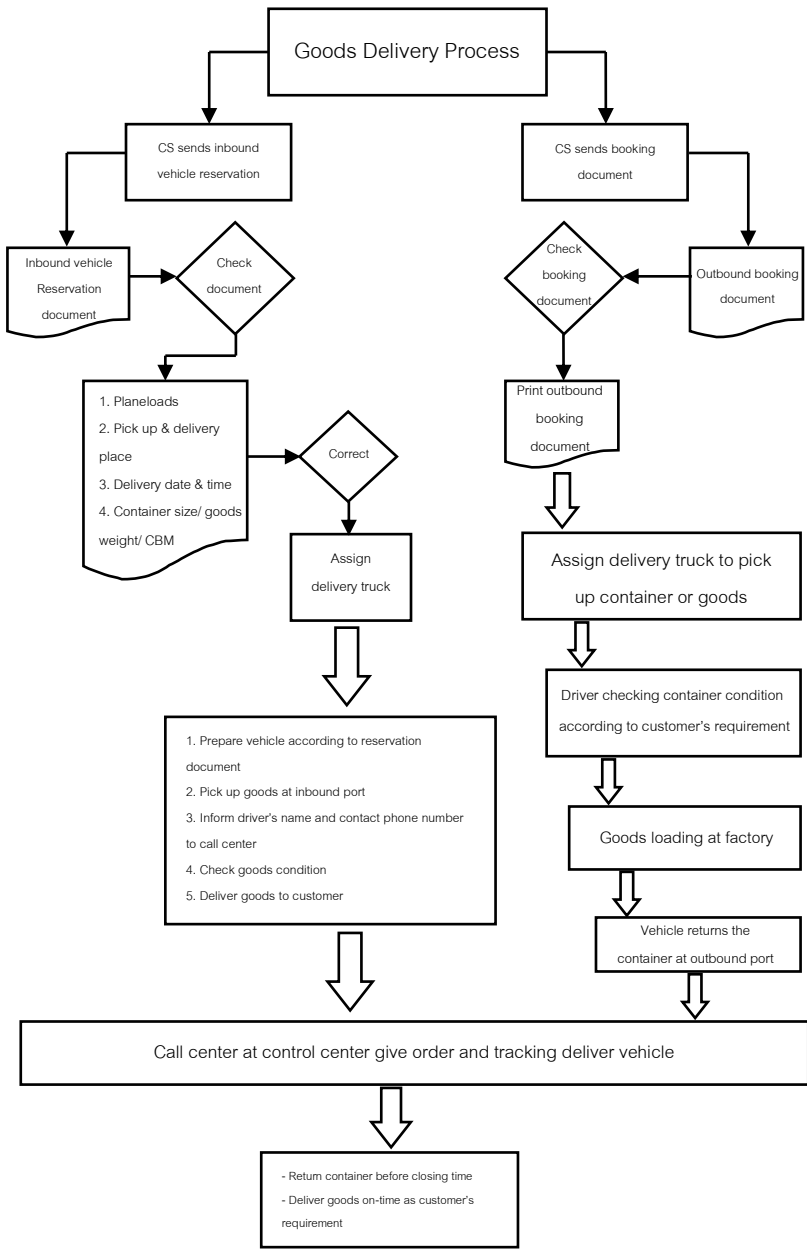 Goods Delivery Process
CS sends inbound
vehicle reservation
CS sends booking
document
Inbound vehicle
Reservation
document
Check
document
Check
booking
document
Outbound booking
document
1. Planeloads
2. Pick up & delivery
place
3. Delivery date & time
4. Container size/ goods
weight/ CBM
Correct
Assign
delivery truck
Print outbound
booking
document
Assign delivery truck to pick
up container or goods
Driver checking container condition
according to customer's requirement
1. Prepare vehicle according to reservation
document
2. Pick up goods at inbound port
3. Inform driver's name and contact phone number
to call center
4. Check goods condition
5. Deliver goods to customer
Goods loading at factory
Vehicle returns the
container at outbound port
Call center at control center give order and tracking deliver vehicle
- Return container before closing time
- Deliver goods on-time as customer's
requirement